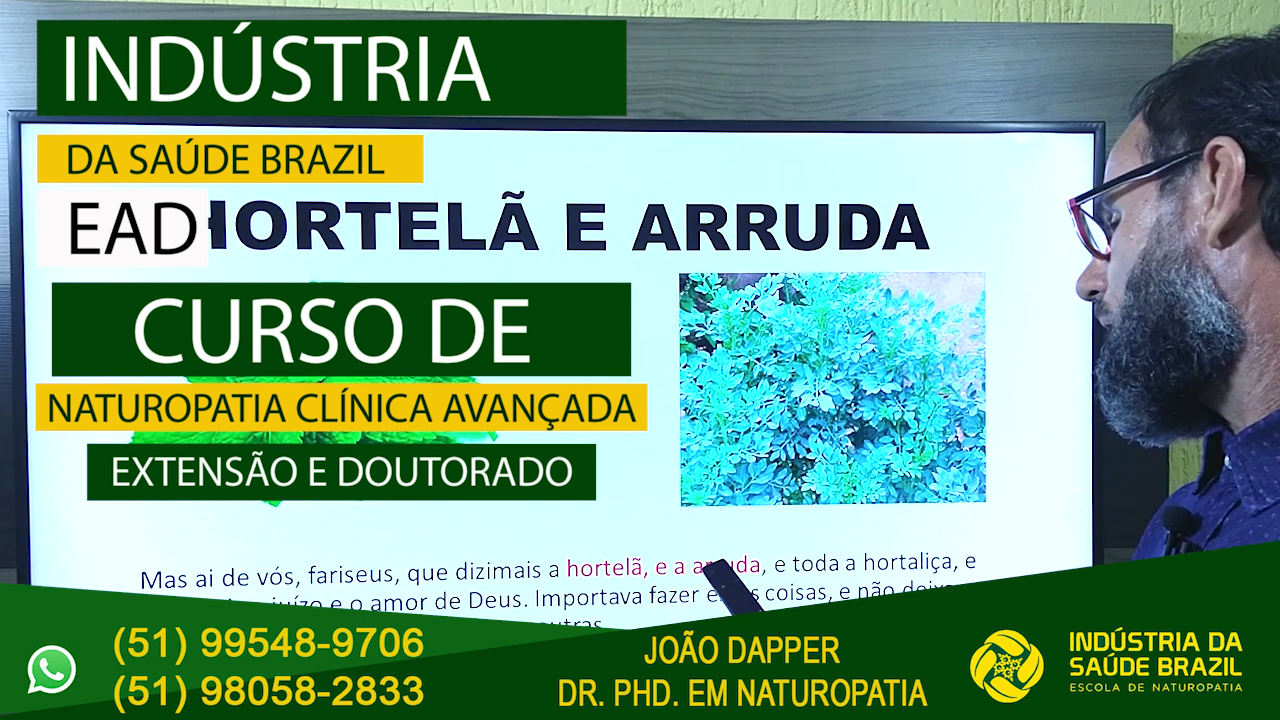 INDÚSTRIA
DA SAÚDE BRAZIL
EAD
HORTELÃ E ARRUDA
CURSO DE
NATUROPATIA CLÍNICA AVANÇADA
EXTENSÃO E DOUTORADO
Mas ai de vós, fariseus, que dizimais a hortelã, e a arruda, e toda a hortaliça, e
juízo e o amor de Deus. Importava fazer coisas, e não
outras
(51) 99548-9706
(51) 98058-2833
JOÃO DAPPER
DR. PHD. EM NATUROPATIA
INDÚSTRIA DA
SAÚDE BRAZIL
ESCOLA DE NATUROPATIA